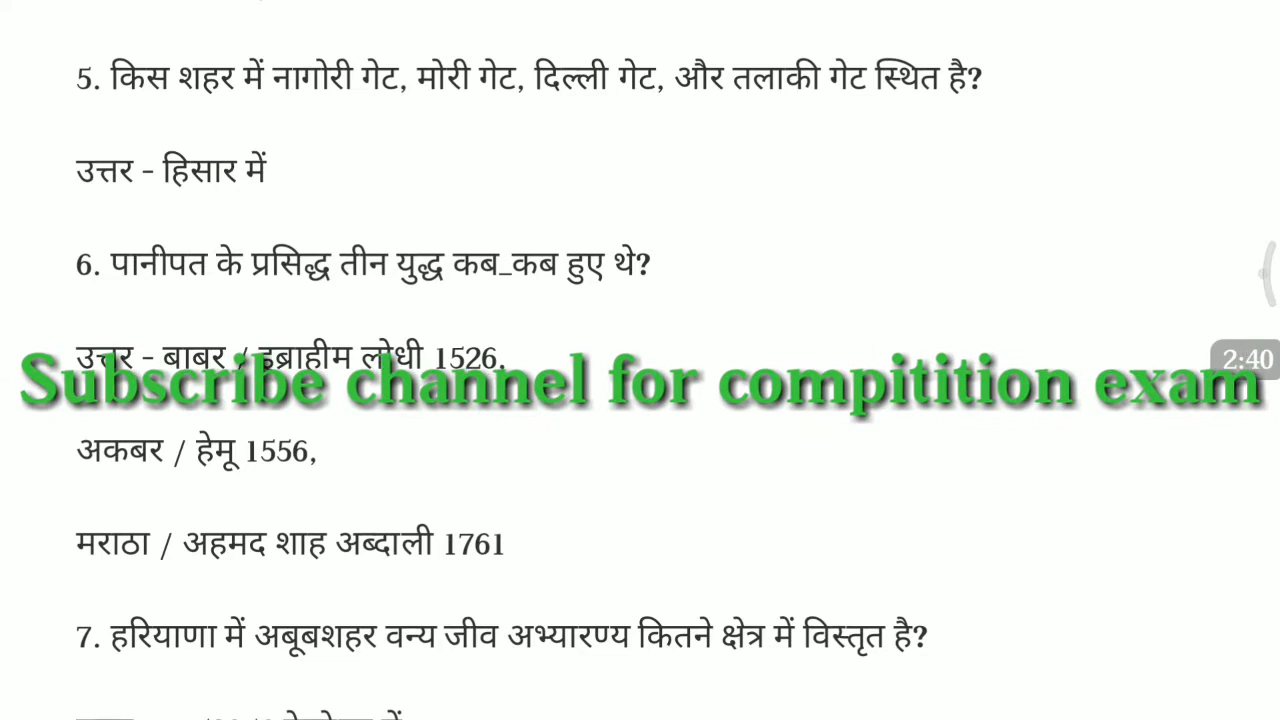 5. किस शहर में नागोरी गेट, मोरी गेट, दिल्ली गेट, और तलाकी गेट स्थित है?
उत्तर - हिसार में
6. पानीपत के प्रसिद्ध तीन युद्ध कब_कब हुए थे?
उत्तर - बाबर / इब्राहीम लोधी 1526,
Subscribe channel for compitition exam
2:40
अकबर / हेमू 1556,
मराठा / अहमद शाह अब्दाली 1761
7. हरियाणा में अबूबशहर वन्य जीव अभ्यारण्य कितने क्षेत्र में विस्तृत है?